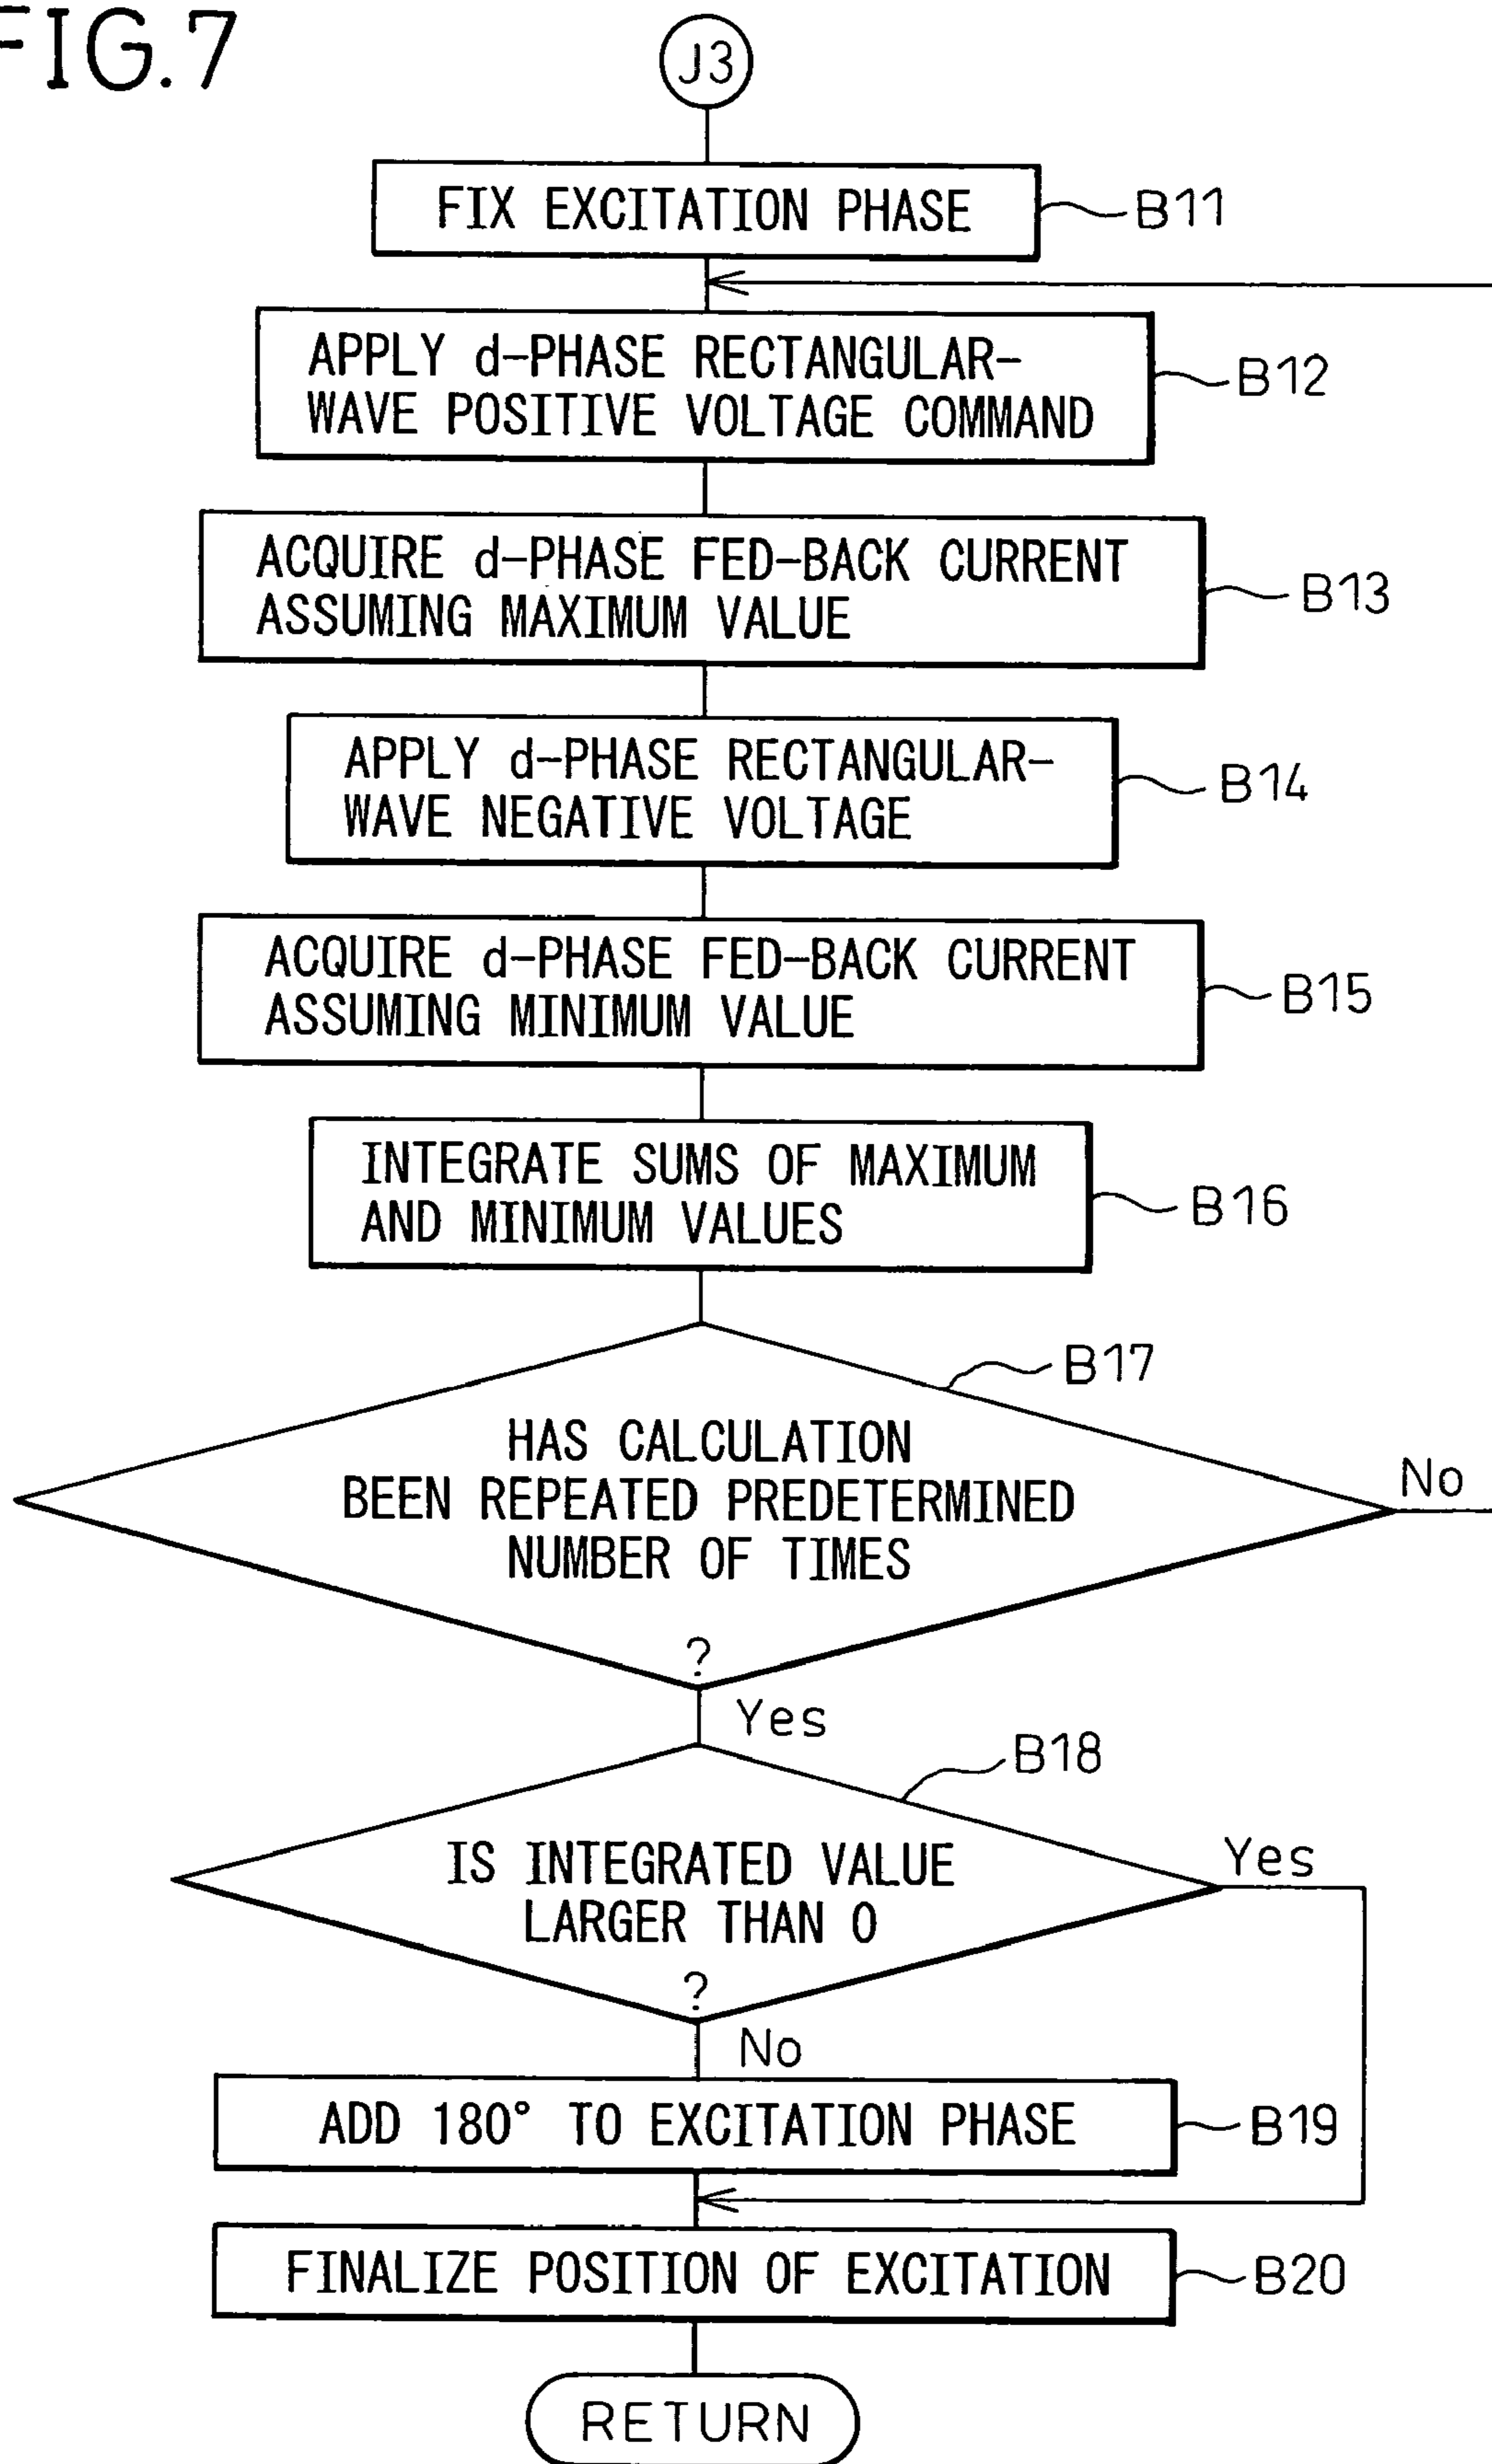 FIG.7
J3
FIX EXCITATION PHASE
B11
APPLY d-PHASE RECTANGULAR-
WAVE POSITIVE VOLTAGE COMMAND
B12
ACQUIRE d-PHASE FED-BACK CURRENT
ASSUMING MAXIMUM VALUE
B13
APPLY d-PHASE RECTANGULAR-
WAVE NEGATIVE VOLTAGE
B14
ACQUIRE d-PHASE FED-BACK CURRENT
ASSUMING MINIMUM VALUE
B15
INTEGRATE SUMS OF MAXIMUM
AND MINIMUM VALUES
B16
B17
HAS CALCULATION
BEEN REPEATED PREDETERMINED
NUMBER OF TIMES
?
No
Yes
B18
IS INTEGRATED VALUE
LARGER THAN 0
?
Yes
No
ADD 180° TO EXCITATION PHASE
B19
FINALIZE POSITION OF EXCITATION
B20
RETURN